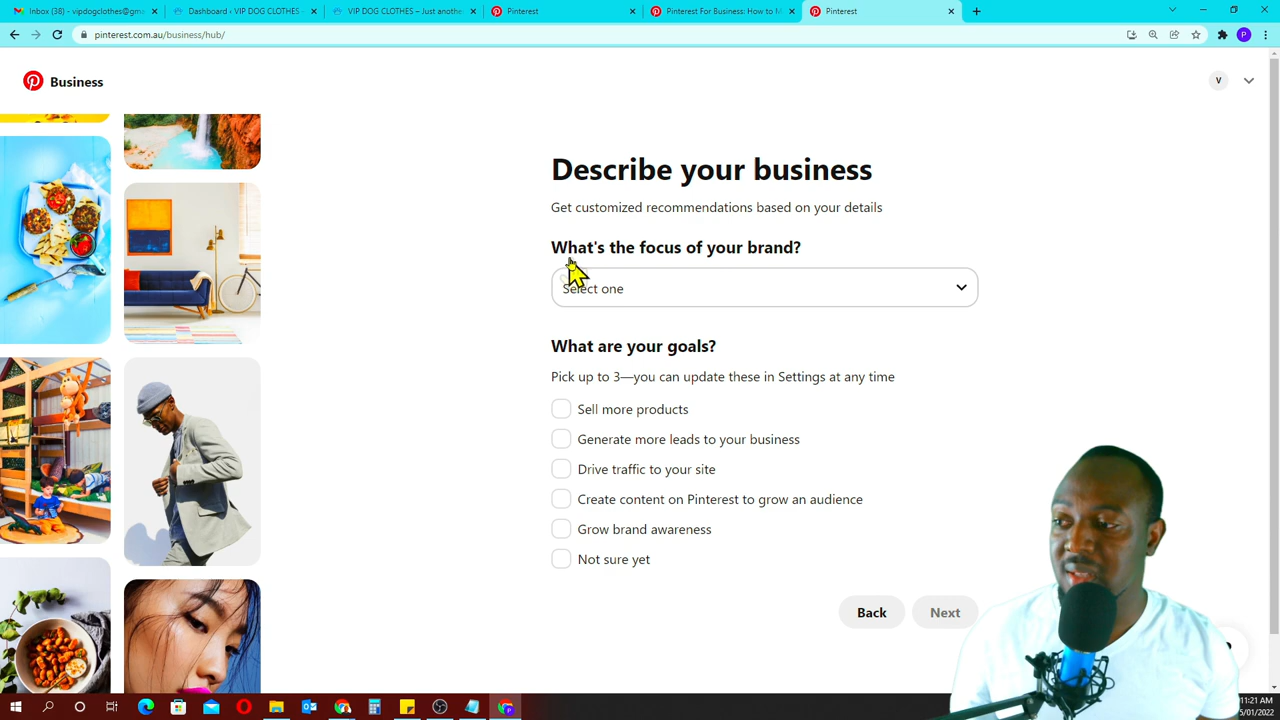 Inbox (38) - vipdogclothes@gma
Dashboard ‹ VIP DOG CLOTHES –
VIP DOG CLOTHES – Just anothe
Pinterest
Pinterest For Business: How to M
Pinterest
pinterest.com.au/business/hub/
P
Business
V
Describe your business
Get customized recommendations based on your details
What's the focus of your brand?
Select one
What are your goals?
Pick up to 3—you can update these in Settings at any time
Sell more products
Generate more leads to your business
Drive traffic to your site
Create content on Pinterest to grow an audience
Grow brand awareness
Not sure yet
Back
Next
11:21 AM
5/01/2022